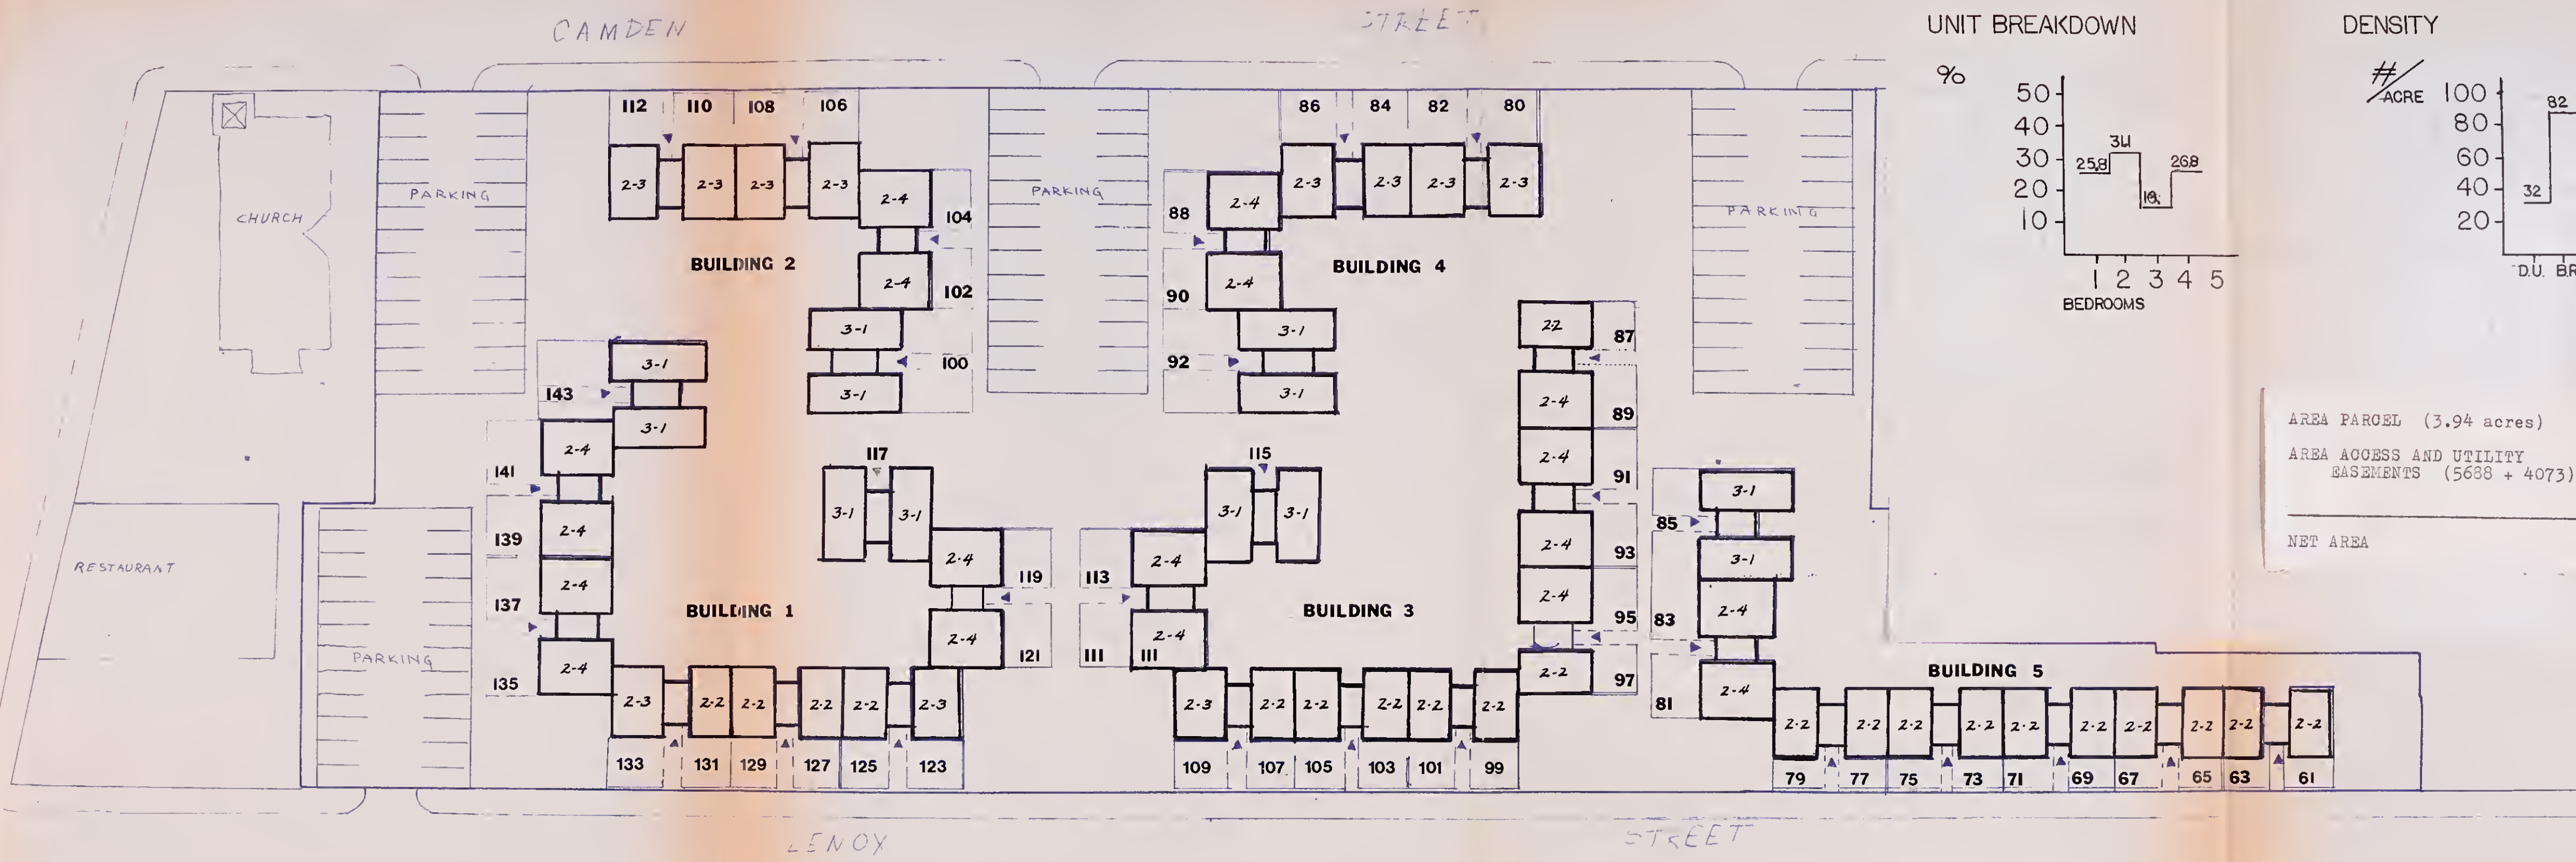 CAMDEN STREET
UNIT BREAKDOWN
DENSITY
%
50
40
30
20
10
25.8
26.8
1 2 3 4 5
BEDROOMS
#/ACRE
100
80
60
40
20
32
82
D.U. BR
112 110 108 106
86 84 82 80
2-3 2-3 2-3 2-3
2-3 2-3 2-3 2-3
CHURCH
PARKING
PARKING
PARKING
2-4
104
88
2-4
BUILDING 2
BUILDING 4
2-4
102
90
2-4
3-1
100
3-1
3-1
92
3-1
3-1
143
3-1
2-2
87
2-4
89
2-4
91
2-4
93
2-4
95
2-2
97
2-4
141
2-4
139
2-4
137
2-4
135
117
3-1 3-1
115
3-1 3-1
2-4
119
113
2-4
2-4
121
111
2-4
111
3-1
85
3-1
2-4
83
2-4
81
AREA PARCEL (3.94 acres)
AREA ACCESS AND UTILITY
EASEMENTS (5688 + 4073)
NET AREA
RESTAURANT
PARKING
BUILDING 1
BUILDING 3
BUILDING 5
2-3 2-2 2-2 2-2 2-2 2-3
133 131 129 127 125 123
2-3 2-2 2-2 2-2 2-2 2-2
109 107 105 103 101 99
2-2 2-2 2-2 2-2 2-2 2-2 2-2 2-2 2-2 2-2
79 77 75 73 71 69 67 65 63 61
LENOX STREET